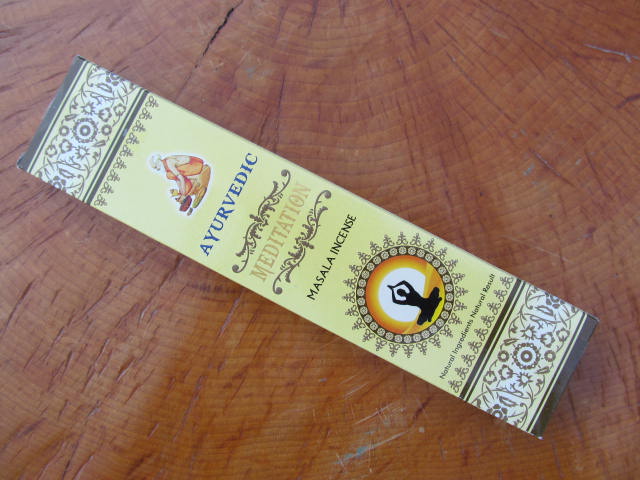 AYURVEDIC
MEDITATION
MASALA INCENSE
Natural Ingredients Natural Result